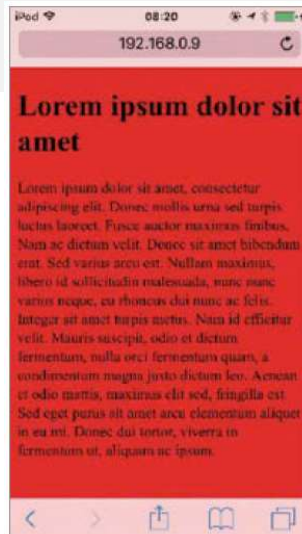 iPod 08:20
192.168.0.9
Lorem ipsum dolor sit
amet
Lorem ipsum dolor sit amet, consectetur
adipiscing elit. Donec mollis urna sed turpis
luctus laoreet. Fusce auctor maximus finibus.
Nam ac dictum velit. Donec sit amet bibendum
erat. Sed varius arcu est. Nullam maximus,
libero id sollicitudin malesuada, nunc nunc
varius neque, eu rhoncus dui nunc ac felis.
Integer sit amet turpis metus. Nam id efficitur
velit. Mauris suscipit, odio et dictum
fermentum, nulla orci fermentum quam, a
condimentum magna justo dictum leo. Aenean
et odio mattis, maximus elit sed, fringilla est.
Sed eget purus sit amet arcu elementum aliquet
in eu mi. Donec dui tortor, viverra in
fermentum ut, aliquam ac ipsum.